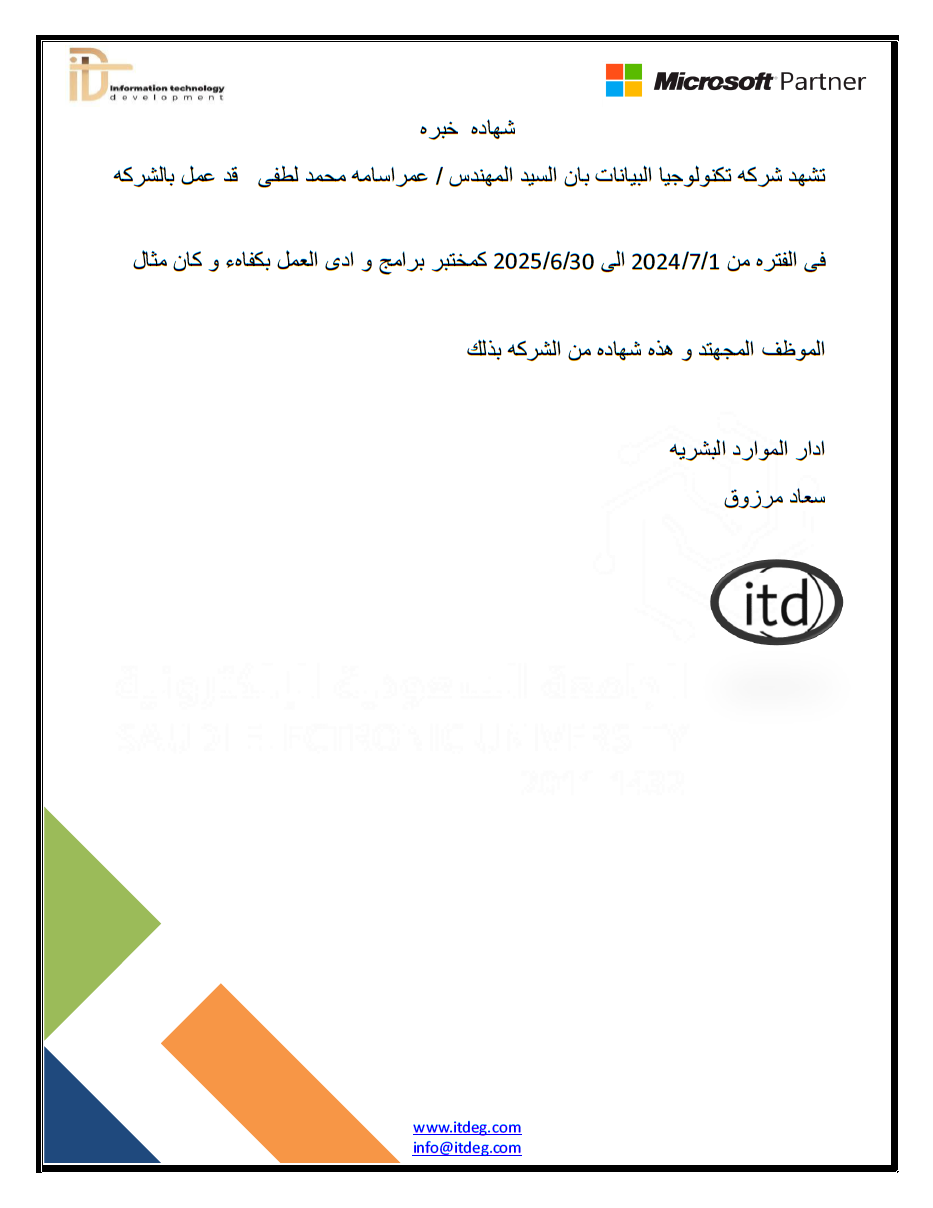 Information technology
development
Microsoft Partner
شهاده خبره
تشهد شركه تكنولوجيا البيانات بان السيد المهندس / عمراسامه محمد لطفى قد عمل بالشركه
فى الفتره من 2024/7/1 الى 2025/6/30 كمختبر برامج و ادى العمل بكفاءه و كان مثال
الموظف المجهتد و هذه شهاده من الشركه بذلك
ادار الموارد البشريه
سعاد مرزوق
itd
www.itdeg.com
info@itdeg.com